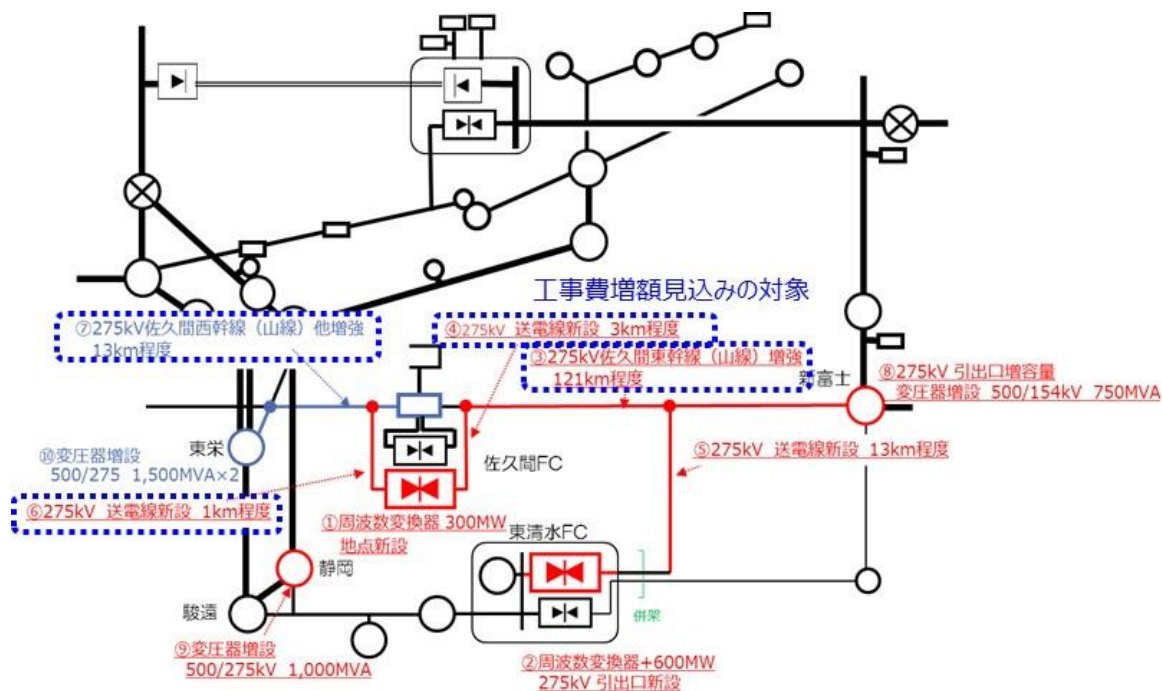 工事費増額見込みの対象
⑦275kV佐久間西幹線（山線）他増強
13km程度
④275kV 送電線新設 3km程度
③275kV佐久間東幹線（山線）増強
121km程度
新富士
⑧275kV 引出口増容量
変圧器増設 500/154kV 750MVA
東栄
⑩変圧器増設
500/275 1,500MVA×2
佐久間FC
⑤275kV 送電線新設 13km程度
⑥275kV 送電線新設 1km程度
①周波数変換器 300MW
地点新設
東清水FC
静岡
駿遠
併架
⑨変圧器増設
500/275kV 1,000MVA
②周波数変換器+600MW
275kV 引出口新設